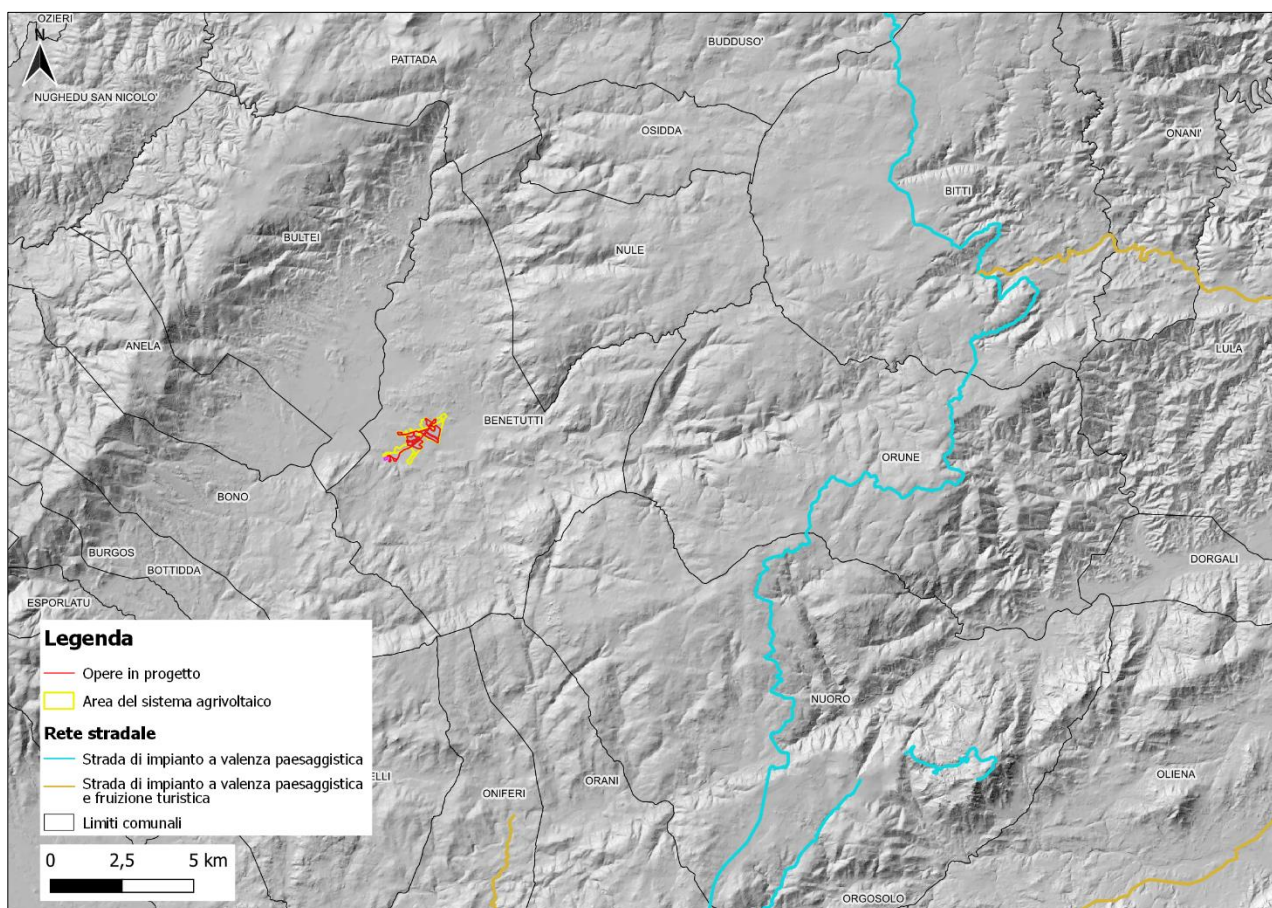 OZIERI
N
PATTADA
BUDDUSO'
NUGHEDU SAN NICOLO'
OSIDDA
ONANI'
BITTI
BULTEI
NULE
ANELA
LULA
BENETUTTI
ORUNE
BONO
BURGOS
BOTTIDDA
DORGALI
ESPORLATU
NUORO
ELLI
ORANI
ONIFERI
OLIENA
ORGOSOLO
Legenda
Opere in progetto
Area del sistema agrivoltaico
Rete stradale
Strada di impianto a valenza paesaggistica
Strada di impianto a valenza paesaggistica
e fruizione turistica
Limiti comunali
0 2,5 5 km